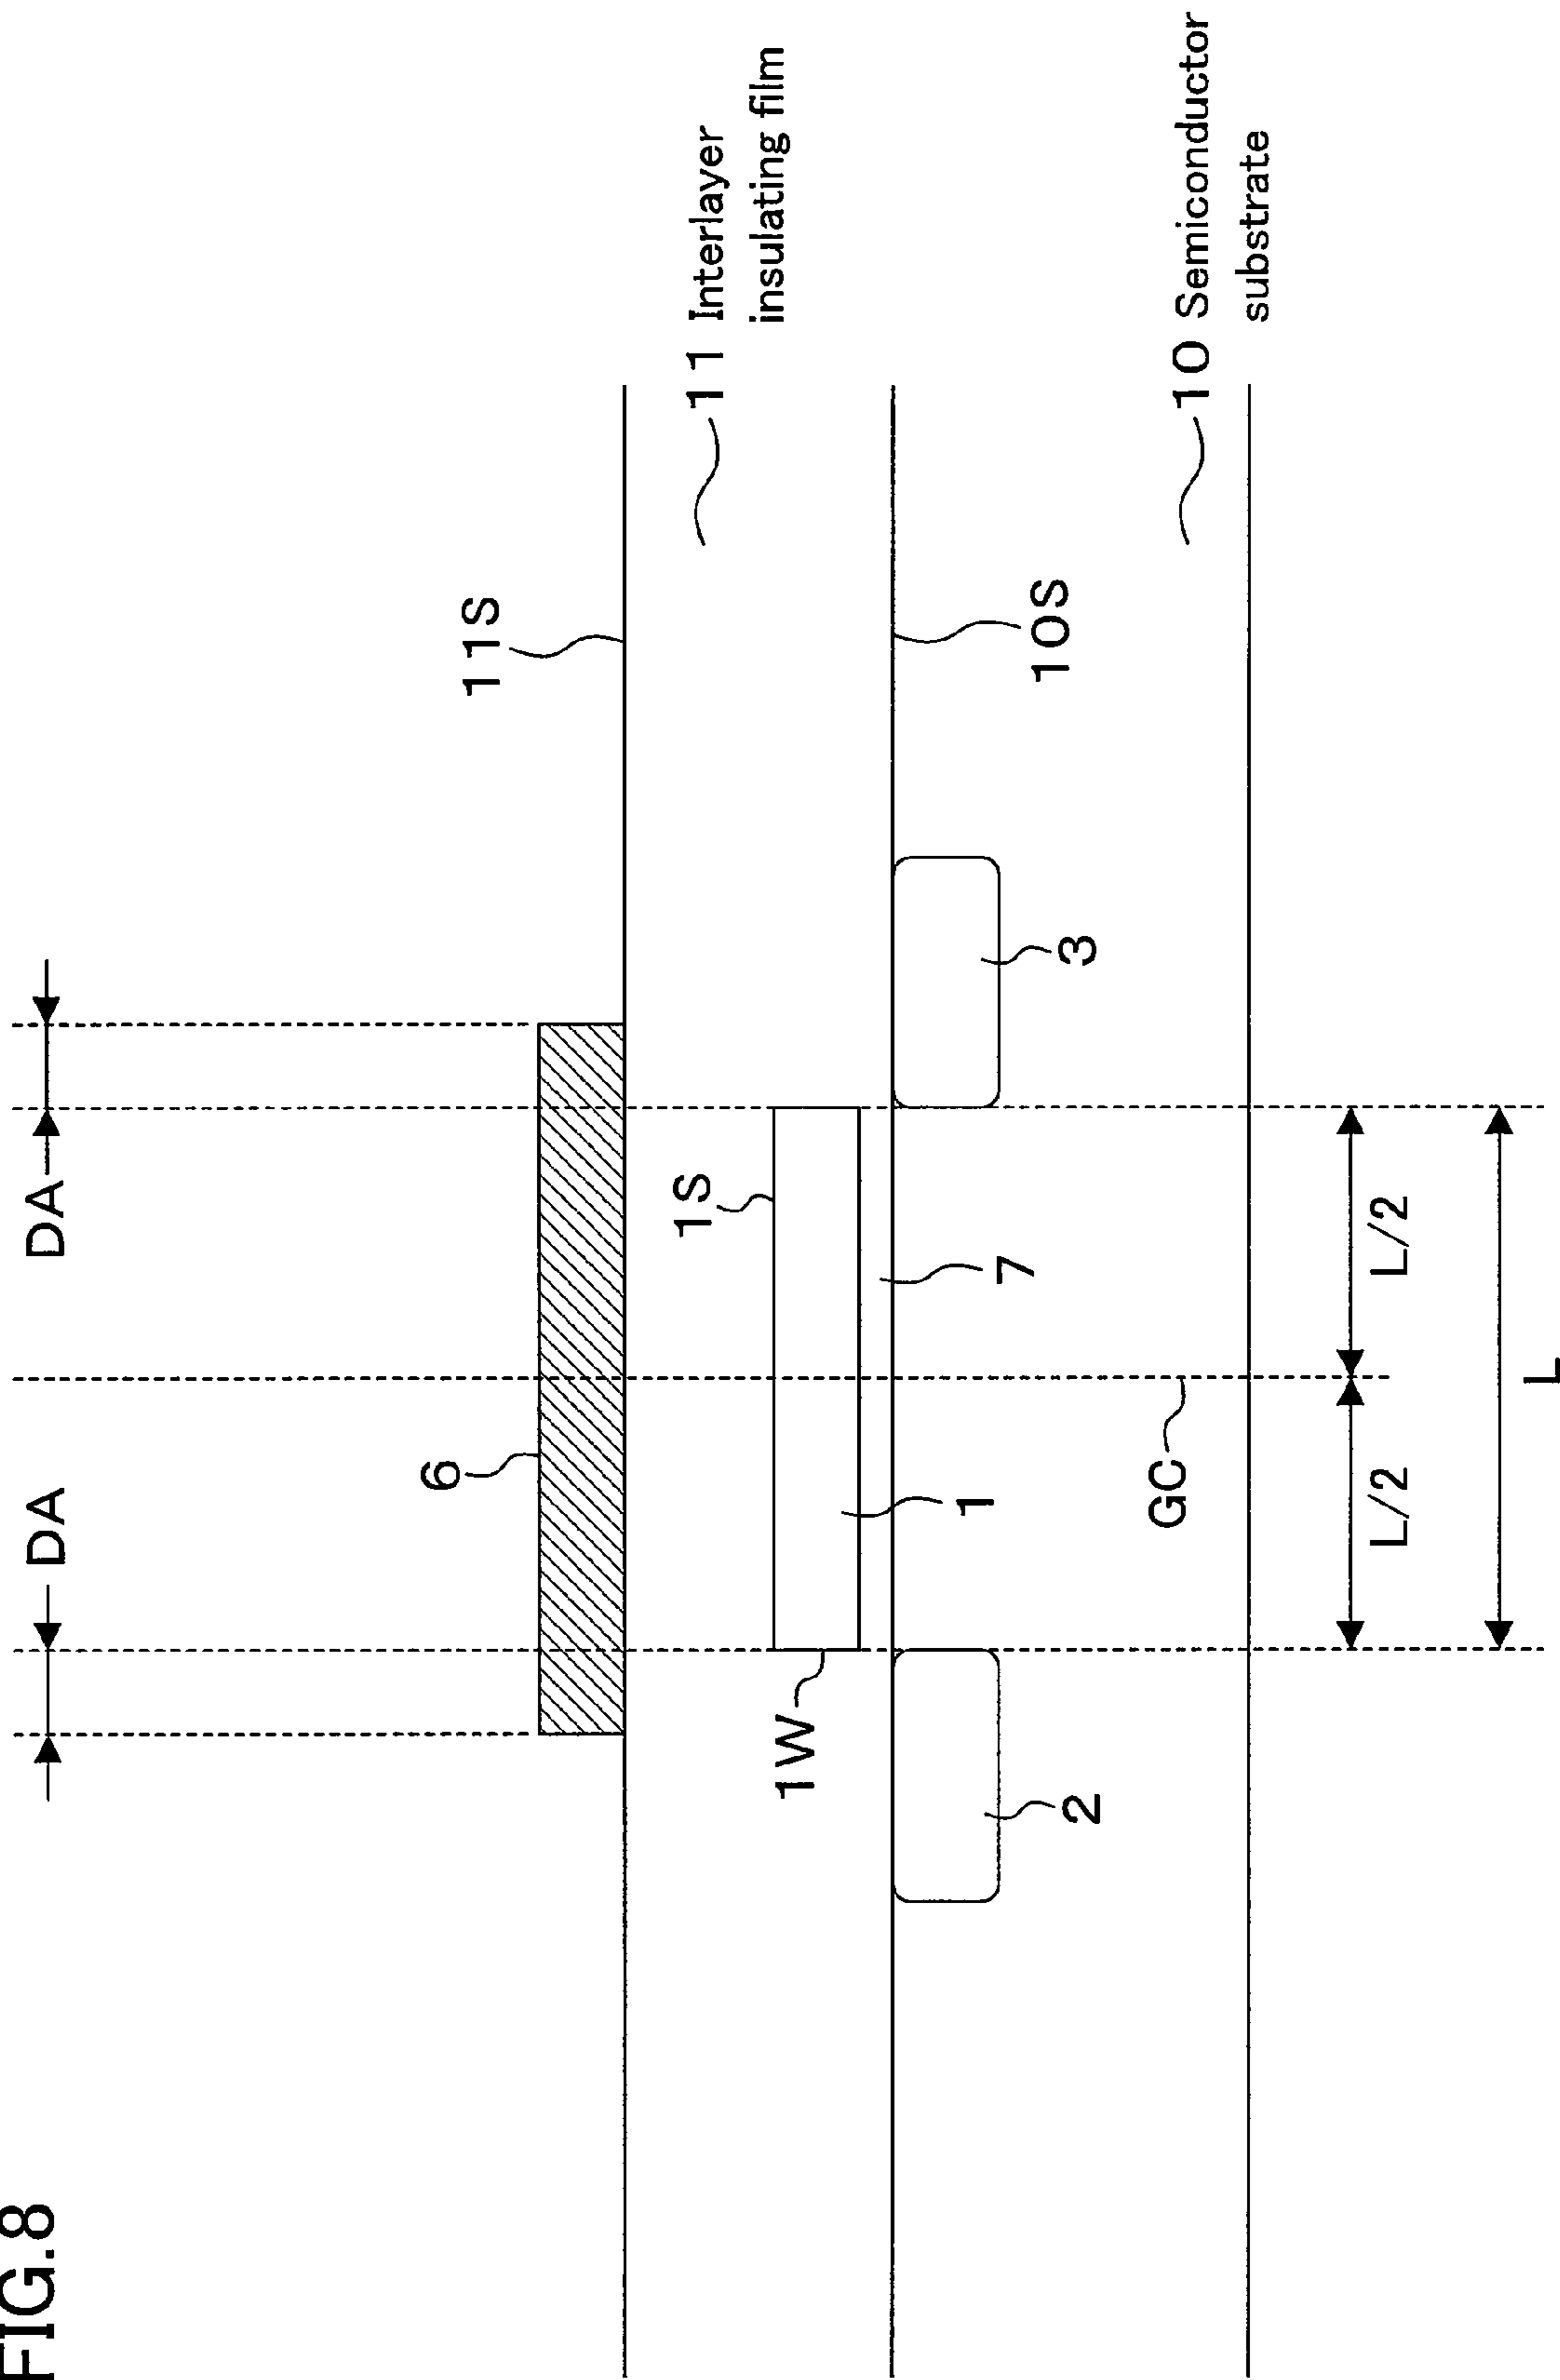 FIG.8
DA
DA
6
11S
11 Interlayer
insulating film
1S
1W
1
7
10S
2
3
10 Semiconductor
substrate
GC
L/2
L/2
L